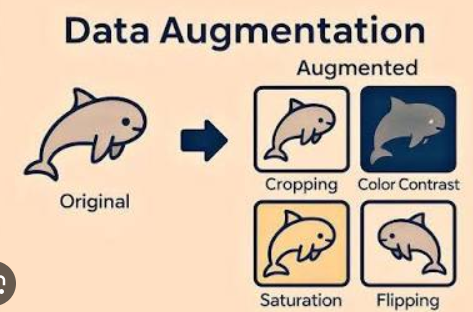 Data Augmentation
Augmented
Original
Cropping
Color Contrast
Saturation
Flipping